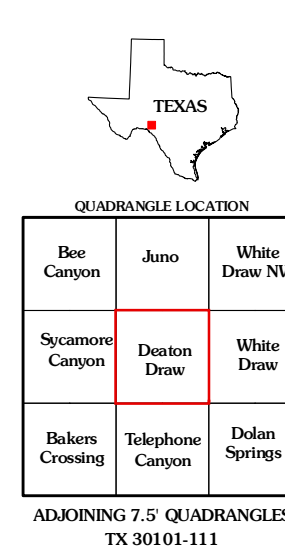 TEXAS
QUADRANGLE LOCATION
Bee Canyon
Juno
White Draw NW
Sycamore Canyon
Deaton Draw
White Draw
Bakers Crossing
Telephone Canyon
Dolan Springs
ADJOINING 7.5' QUADRANGLES
TX 30101-111